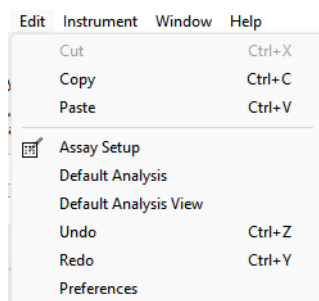 Edit Instrument Window Help
Cut Ctrl+X
Copy Ctrl+C
Paste Ctrl+V
Assay Setup
Default Analysis
Default Analysis View
Undo Ctrl+Z
Redo Ctrl+Y
Preferences